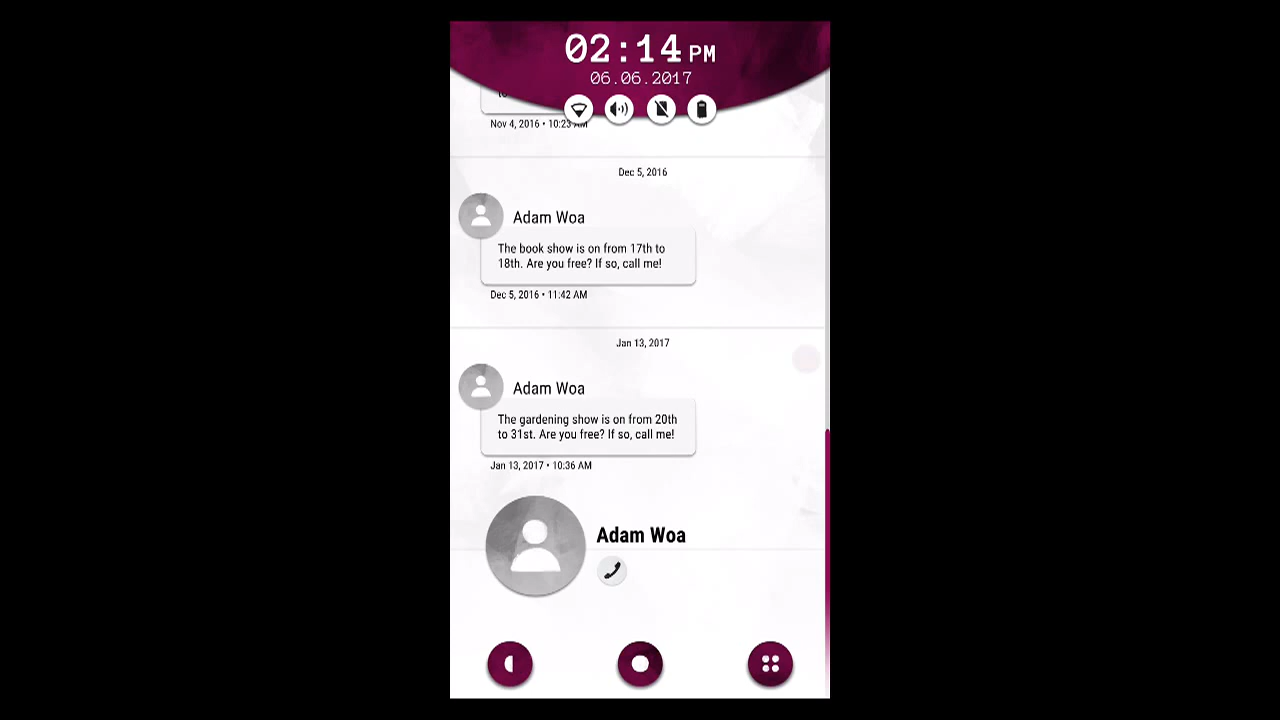 02:14 PM
06.06.2017
Nov 4, 2016 • 10:23 AM
Dec 5, 2016
Adam Woa
The book show is on from 17th to
18th. Are you free? If so, call me!
Dec 5, 2016 • 11:42 AM
Jan 13, 2017
Adam Woa
The gardening show is on from 20th
to 31st. Are you free? If so, call me!
Jan 13, 2017 • 10:36 AM
Adam Woa